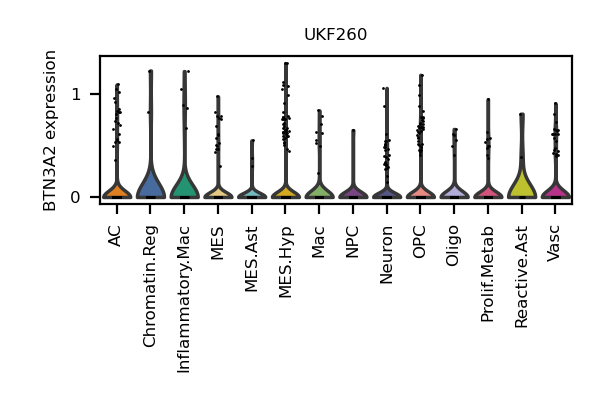 UKF260
BTN3A2 expression
1
0
AC
Chromatin.Reg
Inflammatory.Mac
MES
MES.Ast
MES.Hyp
Mac
NPC
Neuron
OPC
Oligo
Prolif.Metab
Reactive.Ast
Vasc